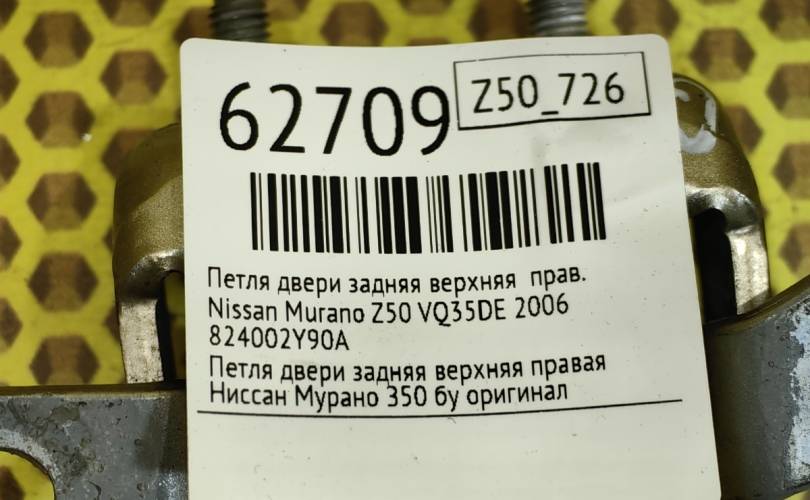 62709
Z50_726
Петля двери задняя верхняя прав.
Nissan Murano Z50 VQ35DE 2006
824002Y90A
Петля двери задняя верхняя правая
Ниссан Мурано З50 бу оригинал